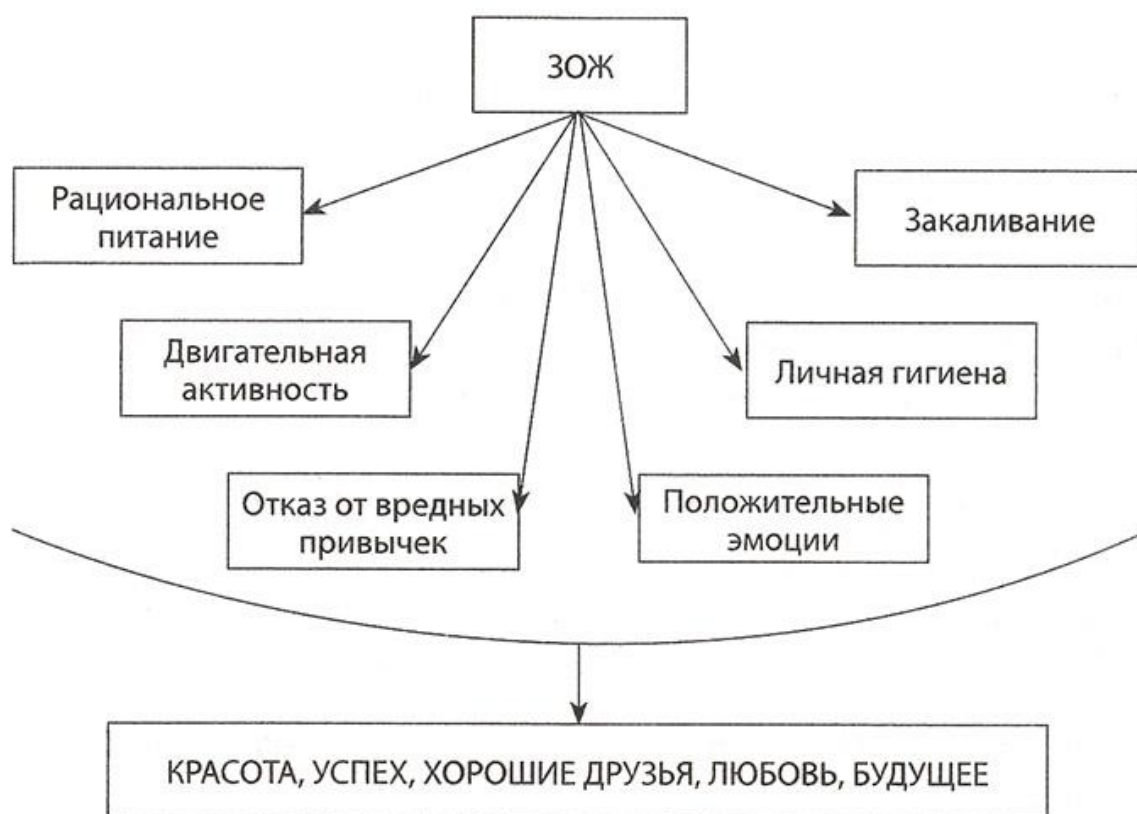 ЗОЖ
Рациональное
питание
Закаливание
Двигательная
активность
Личная гигиена
Отказ от вредных
привычек
Положительные
эмоции
КРАСОТА, УСПЕХ, ХОРОШИЕ ДРУЗЬЯ, ЛЮБОВЬ, БУДУЩЕЕ